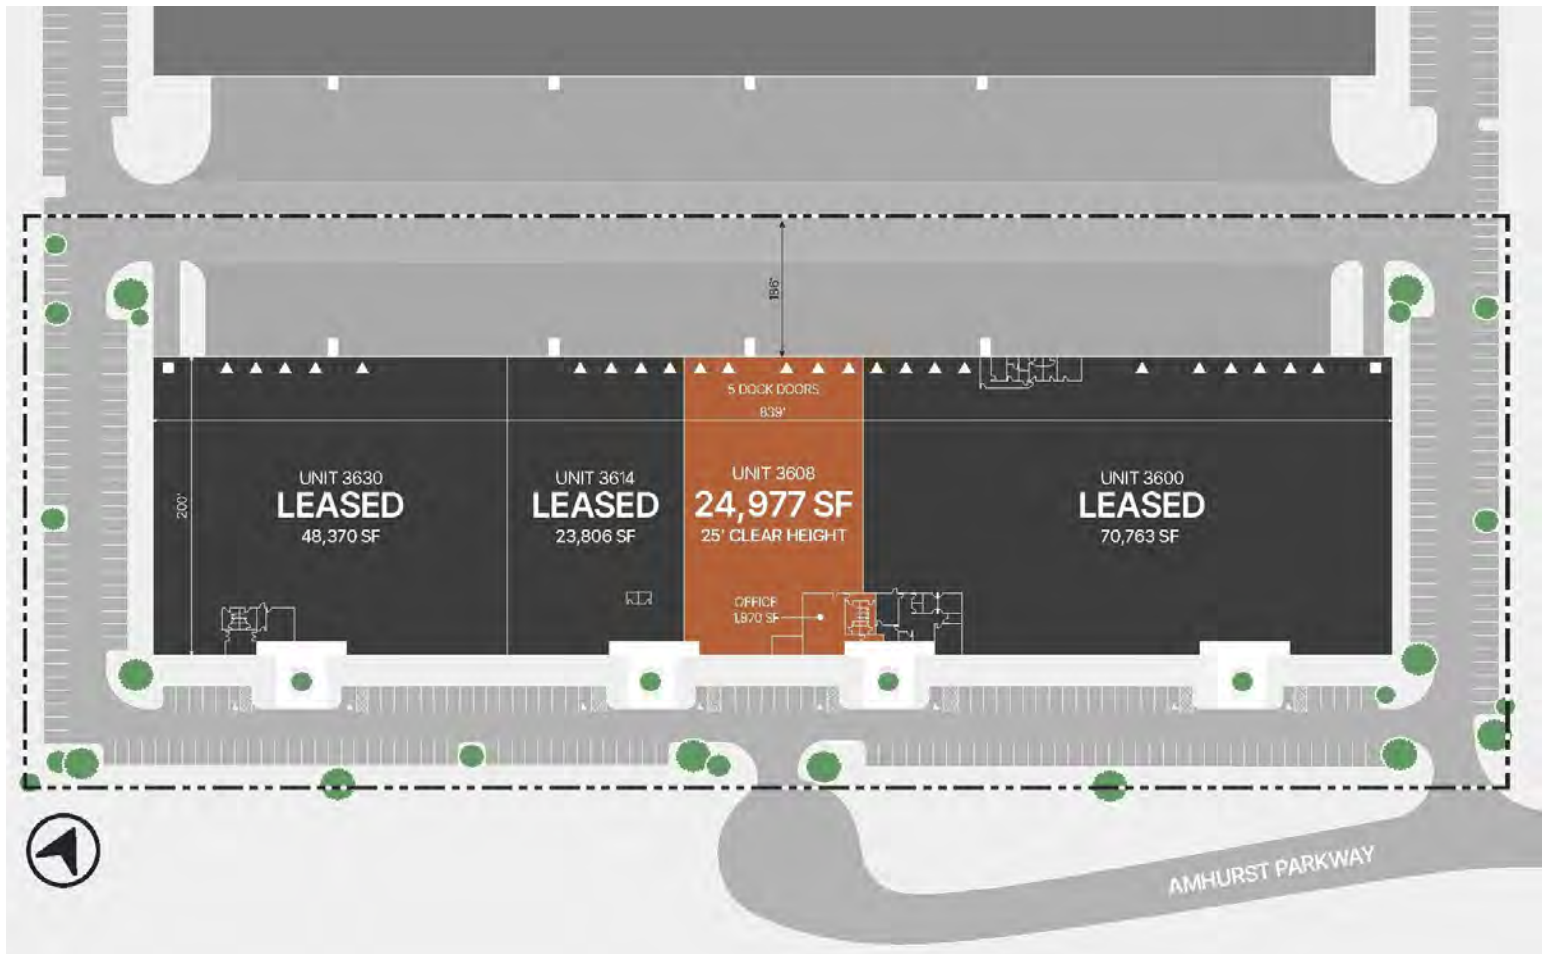 186'
5 DOCK DOORS
839'
200'
UNIT 3630
LEASED
48,370 SF
UNIT 3614
LEASED
23,806 SF
UNIT 3608
24,977 SF
25' CLEAR HEIGHT
UNIT 3600
LEASED
70,763 SF
OFFICE
1,870 SF
AMHURST PARKWAY